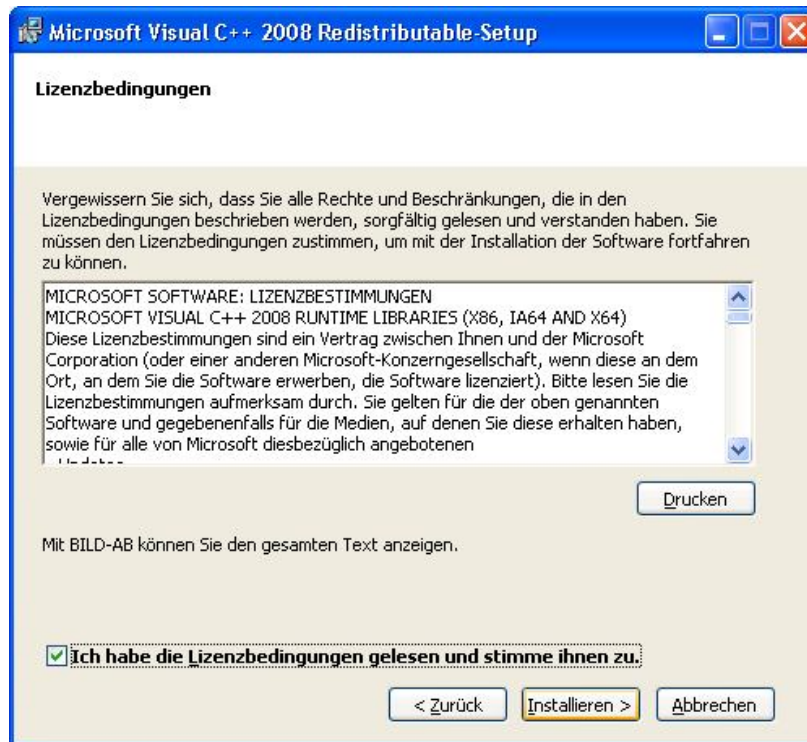 Microsoft Visual C++ 2008 Redistributable-Setup
Lizenzbedingungen
Vergewissern Sie sich, dass Sie alle Rechte und Beschränkungen, die in den
Lizenzbedingungen beschrieben werden, sorgfältig gelesen und verstanden haben. Sie
müssen den Lizenzbedingungen zustimmen, um mit der Installation der Software fortfahren
zu können.
MICROSOFT SOFTWARE: LIZENZBESTIMMUNGEN
MICROSOFT VISUAL C++ 2008 RUNTIME LIBRARIES (X86, IA64 AND X64)
Diese Lizenzbestimmungen sind ein Vertrag zwischen Ihnen und der Microsoft
Corporation (oder einer anderen Microsoft-Konzerngesellschaft, wenn diese an dem
Ort, an dem Sie die Software erwerben, die Software lizenziert). Bitte lesen Sie die
Lizenzbestimmungen aufmerksam durch. Sie gelten für die der oben genannten
Software und gegebenenfalls für die Medien, auf denen Sie diese erhalten haben,
sowie für alle von Microsoft diesbezüglich angebotenen
Drucken
Mit BILD-AB können Sie den gesamten Text anzeigen.
Ich habe die Lizenzbedingungen gelesen und stimme ihnen zu.
< Zurück
Installieren >
Abbrechen